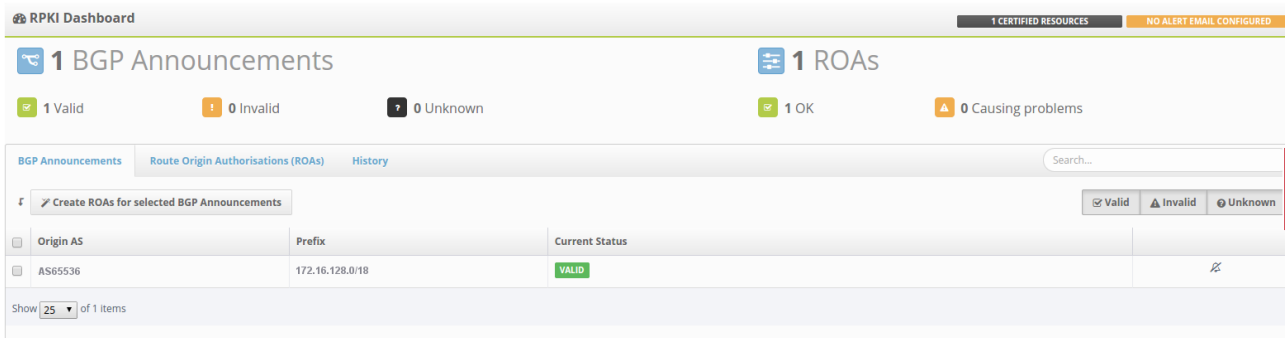 RPKI Dashboard
1 CERTIFIED RESOURCES NO ALERT EMAIL CONFIGURED
1 BGP Announcements 1 ROAs
1 Valid 0 Invalid 0 Unknown 1 OK 0 Causing problems
BGP Announcements Route Origin Authorisations (ROAs) History Search...
Create ROAs for selected BGP Announcements Valid Invalid Unknown
Origin AS Prefix Current Status
AS65536 172.16.128.0/18 VALID
Show 25 of 1 items